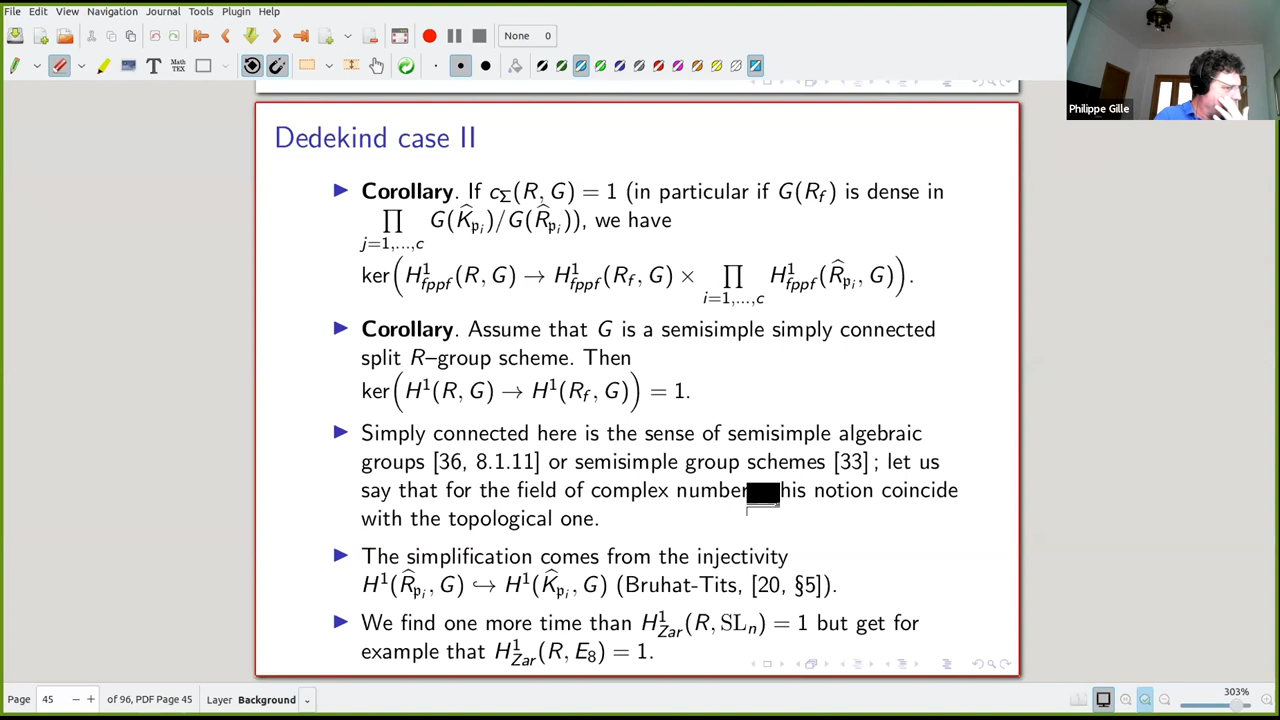 File Edit View Navigation Journal Tools Plugin Help
None 0
Philippe Gille
Dedekind case II
▶ Corollary. If c_Σ(R, G) = 1 (in particular if G(R_f) is dense in
∏_{j=1,...,c} G(K̂_{𝔭_i})/G(R̂_{𝔭_i})), we have
ker(H^1_{fppf}(R, G) → H^1_{fppf}(R_f, G) × ∏_{i=1,...,c} H^1_{fppf}(R̂_{𝔭_i}, G)).
▶ Corollary. Assume that G is a semisimple simply connected
split R–group scheme. Then
ker(H^1(R, G) → H^1(R_f, G)) = 1.
▶ Simply connected here is the sense of semisimple algebraic
groups [36, 8.1.11] or semisimple group schemes [33] ; let us
say that for the field of complex number his notion coincide
with the topological one.
▶ The simplification comes from the injectivity
H^1(R̂_{𝔭_i}, G) ↪ H^1(K̂_{𝔭_i}, G) (Bruhat-Tits, [20, §5]).
▶ We find one more time than H^1_{Zar}(R, SL_n) = 1 but get for
example that H^1_{Zar}(R, E_8) = 1.
Page 45 of 96, PDF Page 45 Layer Background 303%